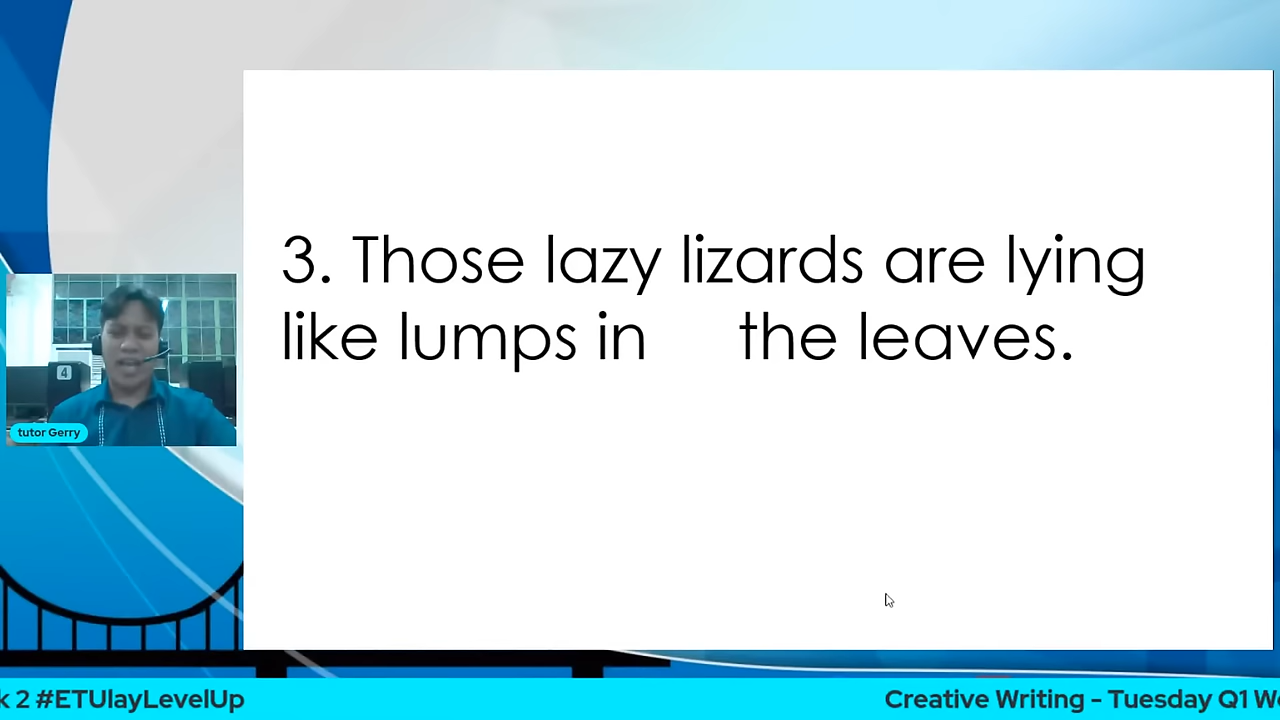 3. Those lazy lizards are lying
like lumps in the leaves.
4
tutor Gerry
k 2 #ETUlayLevelUp
Creative Writing - Tuesday Q1 We